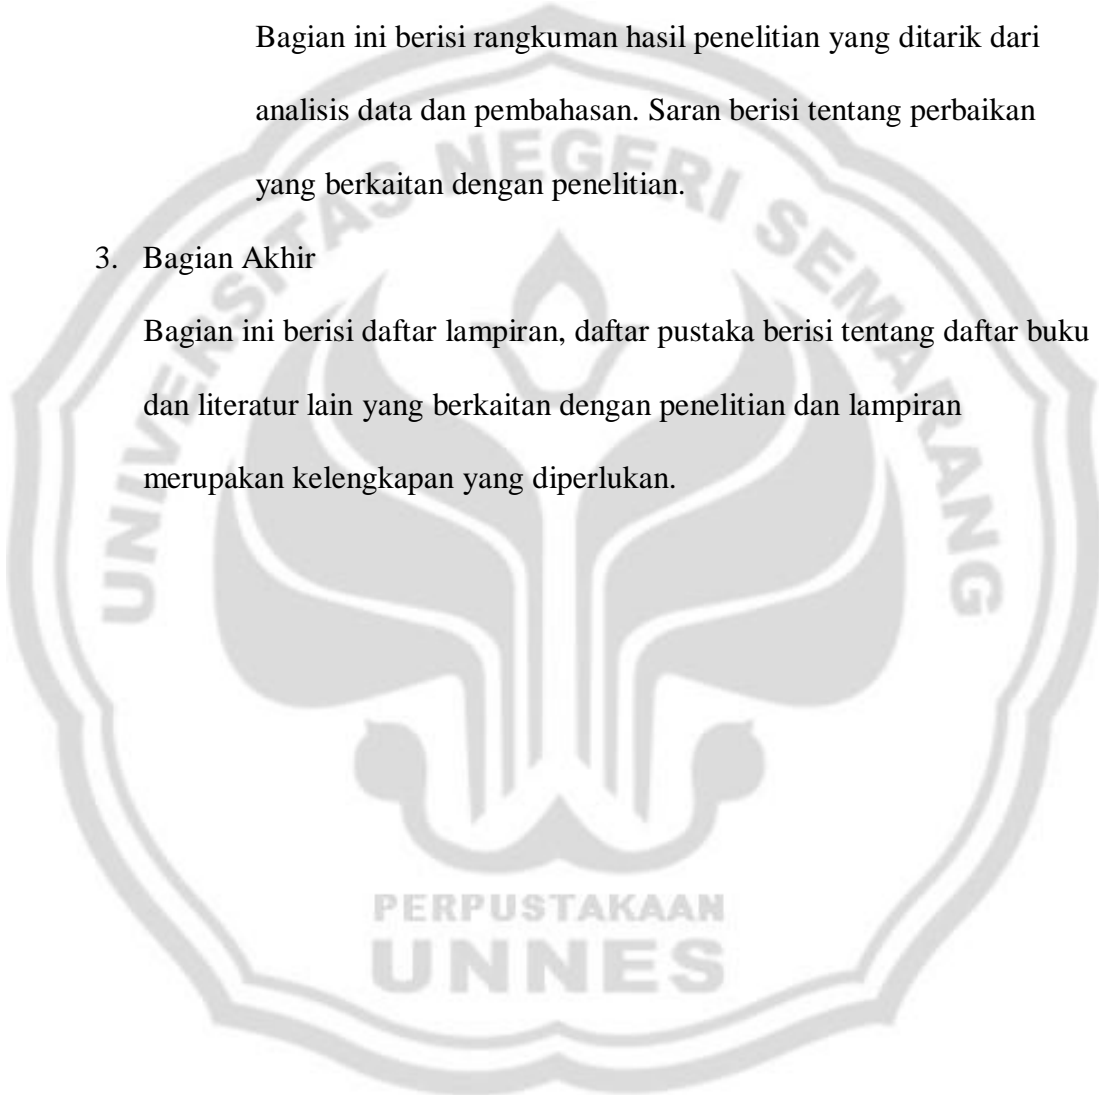 Bagian ini berisi rangkuman hasil penelitian yang ditarik dari
analisis data dan pembahasan. Saran berisi tentang perbaikan
yang berkaitan dengan penelitian.
3. Bagian Akhir
Bagian ini berisi daftar lampiran, daftar pustaka berisi tentang daftar buku
dan literatur lain yang berkaitan dengan penelitian dan lampiran
merupakan kelengkapan yang diperlukan.
UNIVERSITAS NEGERI SEMARANG
PERPUSTAKAAN
UNNES